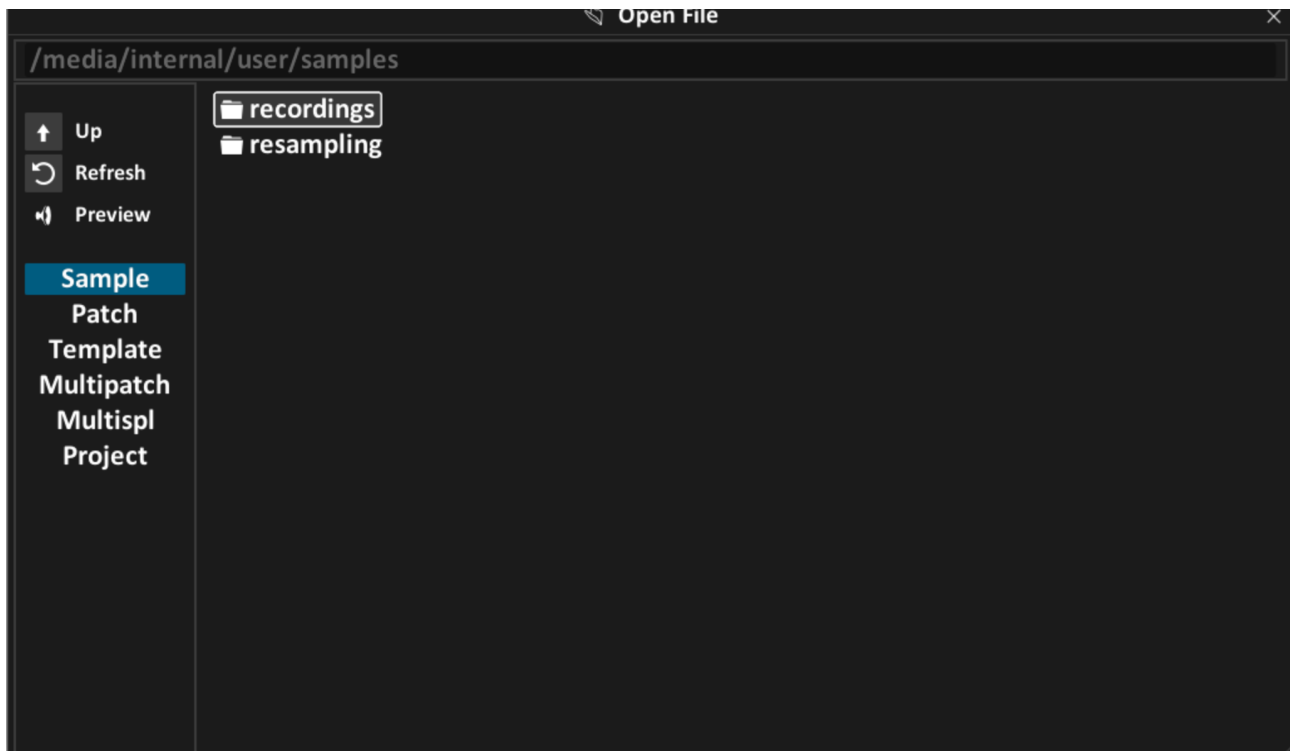 Open File
/media/internal/user/samples
Up
Refresh
Preview
Sample
Patch
Template
Multipatch
Multispl
Project
recordings
resampling